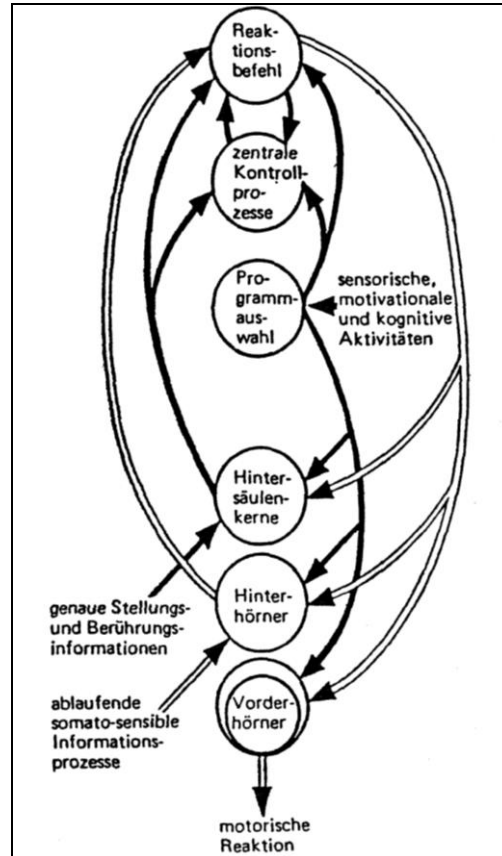 Reak-
tions-
befehl
zentrale
Kontroll-
pro-
zesse
Pro-
gramm-
aus-
wahl
sensorische,
motivationale
und kognitive
Aktivitäten
Hinter-
säulen-
kerne
genaue Stellungs-
und Berührungs-
informationen
Hinter-
hörner
ablaufende
somato-sensible
Informations-
prozesse
Vorder-
hörner
motorische
Reaktion